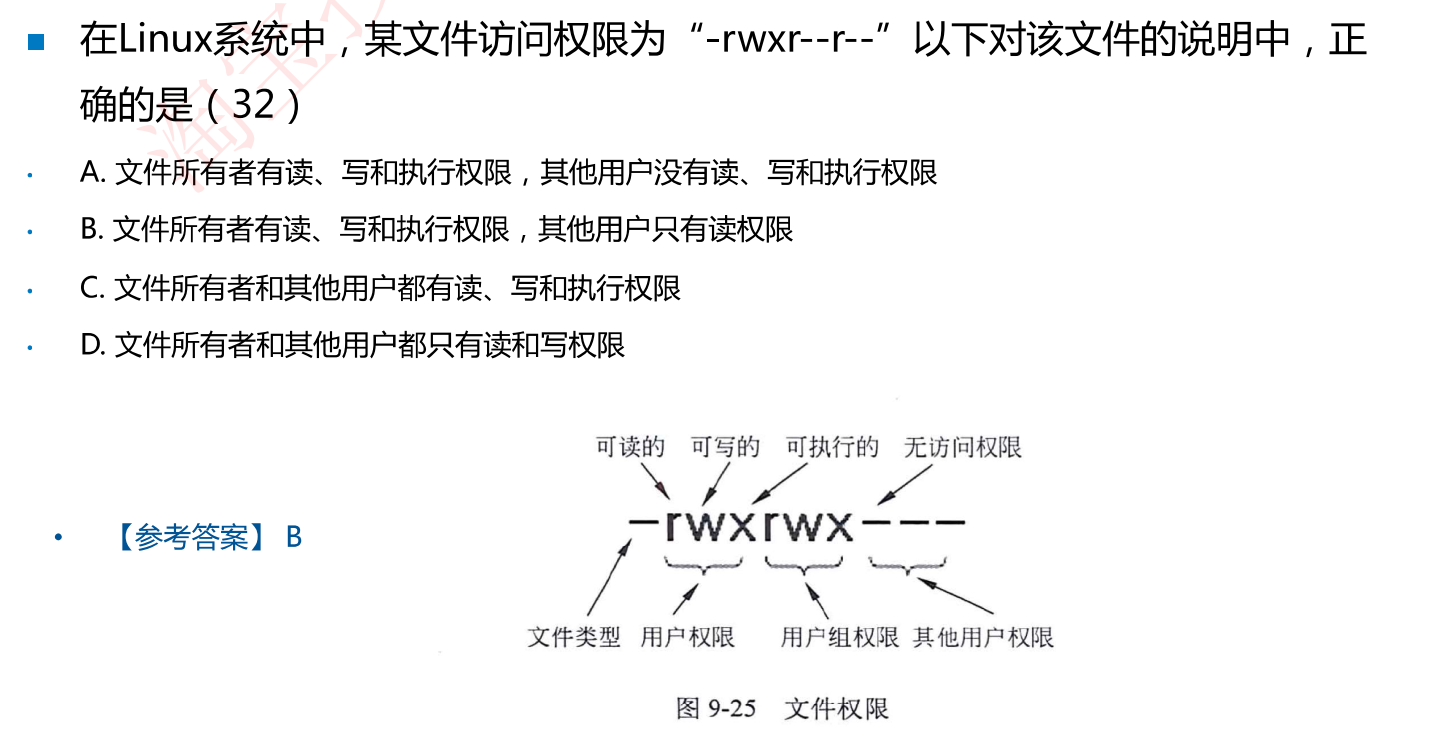 在Linux系统中，某文件访问权限为“-rwxr--r--”以下对该文件的说明中，正
确的是（32）
A. 文件所有者有读、写和执行权限，其他用户没有读、写和执行权限
B. 文件所有者有读、写和执行权限，其他用户只有读权限
C. 文件所有者和其他用户都有读、写和执行权限
D. 文件所有者和其他用户都只有读和写权限
可读的 可写的 可执行的 无访问权限
-rwxrwx---
【参考答案】 B
文件类型 用户权限 用户组权限 其他用户权限
图 9-25 文件权限
淘宝